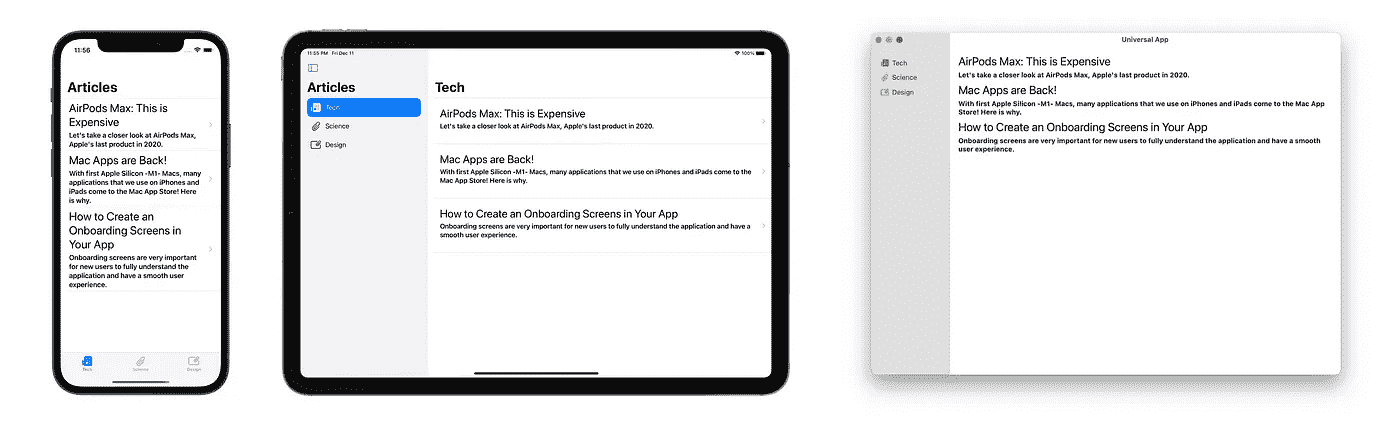 11:56
Articles
AirPods Max: This is
Expensive
Let's take a closer look at AirPods Max,
Apple's last product in 2020.
Mac Apps are Back!
With first Apple Silicon -M1- Macs, many
applications that we use on iPhones and
iPads come to the Mac App Store! Here
is why.
How to Create an
Onboarding Screens in
Your App
Onboarding screens are very important
for new users to fully understand the
application and have a smooth user
experience.
Tech
Science
Design
11:55 PM Fri Dec 11
100%
Articles
Tech
Science
Design
Tech
AirPods Max: This is Expensive
Let's take a closer look at AirPods Max, Apple's last product in 2020.
Mac Apps are Back!
With first Apple Silicon -M1- Macs, many applications that we use on iPhones and iPads come to the
Mac App Store! Here is why.
How to Create an Onboarding Screens in Your App
Onboarding screens are very important for new users to fully understand the application and have a
smooth user experience.
Universal App
Tech
Science
Design
AirPods Max: This is Expensive
Let's take a closer look at AirPods Max, Apple's last product in 2020.
Mac Apps are Back!
With first Apple Silicon -M1- Macs, many applications that we use on iPhones and iPads come to the Mac App
Store! Here is why.
How to Create an Onboarding Screens in Your App
Onboarding screens are very important for new users to fully understand the application and have a smooth
user experience.